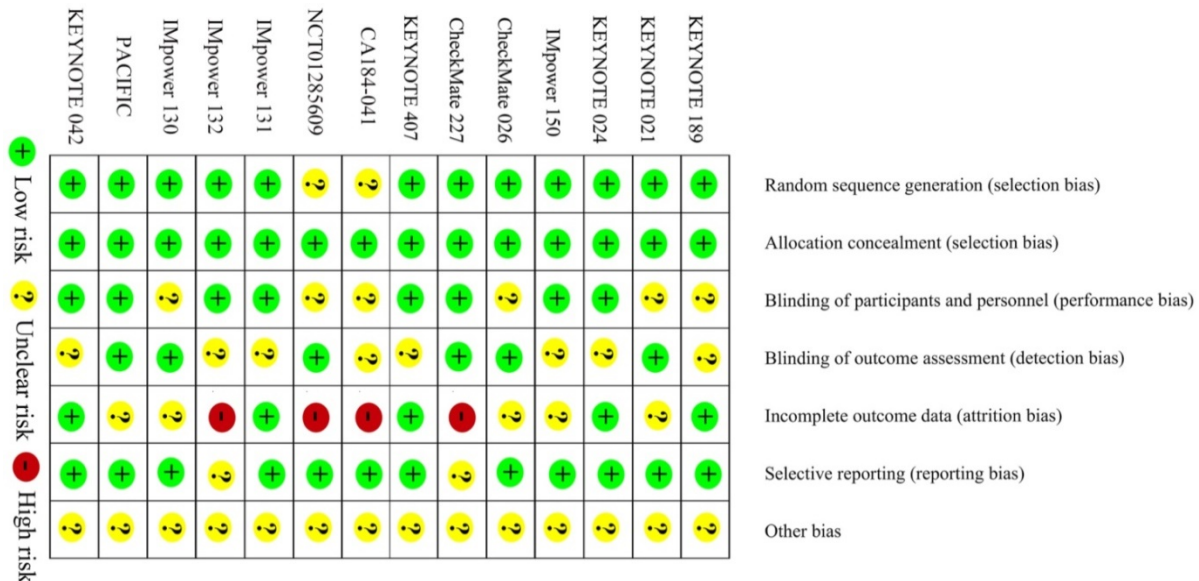 KEYNOTE 042
PACIFIC
IMpower 130
IMpower 132
IMpower 131
NCT01285609
CA184-041
KEYNOTE 407
CheckMate 227
CheckMate 026
IMpower 150
KEYNOTE 024
KEYNOTE 021
KEYNOTE 189
+ + + + + ? ? + + + + + + + Random sequence generation (selection bias)
+ + + + + + + + + + + + + + Allocation concealment (selection bias)
+ + ? + + ? ? + + ? + + ? ? Blinding of participants and personnel (performance bias)
? + + ? ? + ? ? + + ? ? + ? Blinding of outcome assessment (detection bias)
+ ? ? - + - - + - ? ? + ? + Incomplete outcome data (attrition bias)
+ + + ? + + + + ? + + + + + Selective reporting (reporting bias)
? ? ? ? ? ? ? ? ? ? ? ? ? ? Other bias
+ Low risk ? Unclear risk - High risk